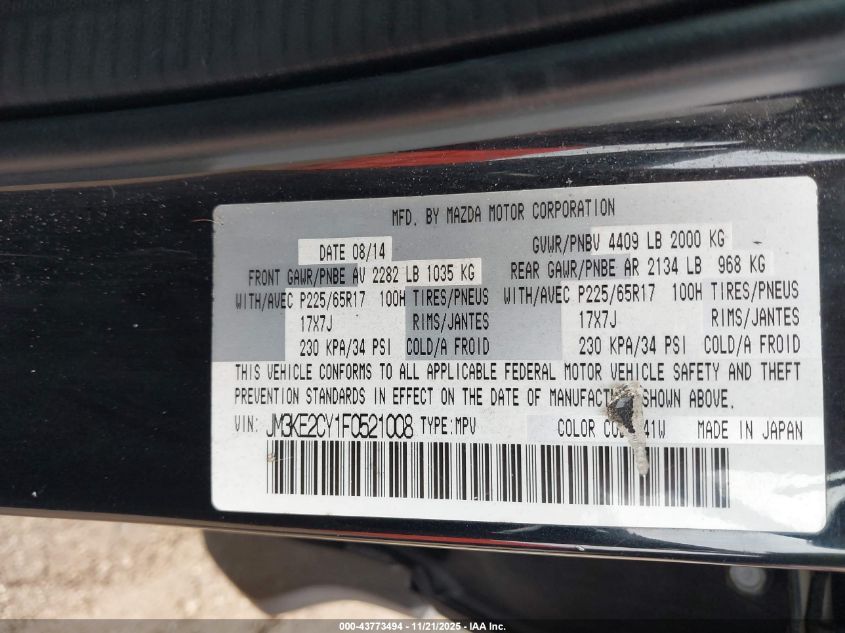 MFD. BY MAZDA MOTOR CORPORATION
DATE 08/14 GVWR/PNBV 4409 LB 2000 KG
FRONT GAWR/PNBE AV 2282 LB 1035 KG REAR GAWR/PNBE AR 2134 LB 968 KG
WITH/AVEC P225/65R17 100H TIRES/PNEUS WITH/AVEC P225/65R17 100H TIRES/PNEUS
17X7J RIMS/JANTES 17X7J RIMS/JANTES
230 KPA/34 PSI COLD/A FROID 230 KPA/34 PSI COLD/A FROID
THIS VEHICLE CONFORMS TO ALL APPLICABLE FEDERAL MOTOR VEHICLE SAFETY AND THEFT
PREVENTION STANDARDS IN EFFECT ON THE DATE OF SHOWN ABOVE.
VIN: JM3KE2CY1F0521008 TYPE: MPV COLOR 41W MADE IN JAPAN
000-43773494 - 11/21/2025 - IAA Inc.